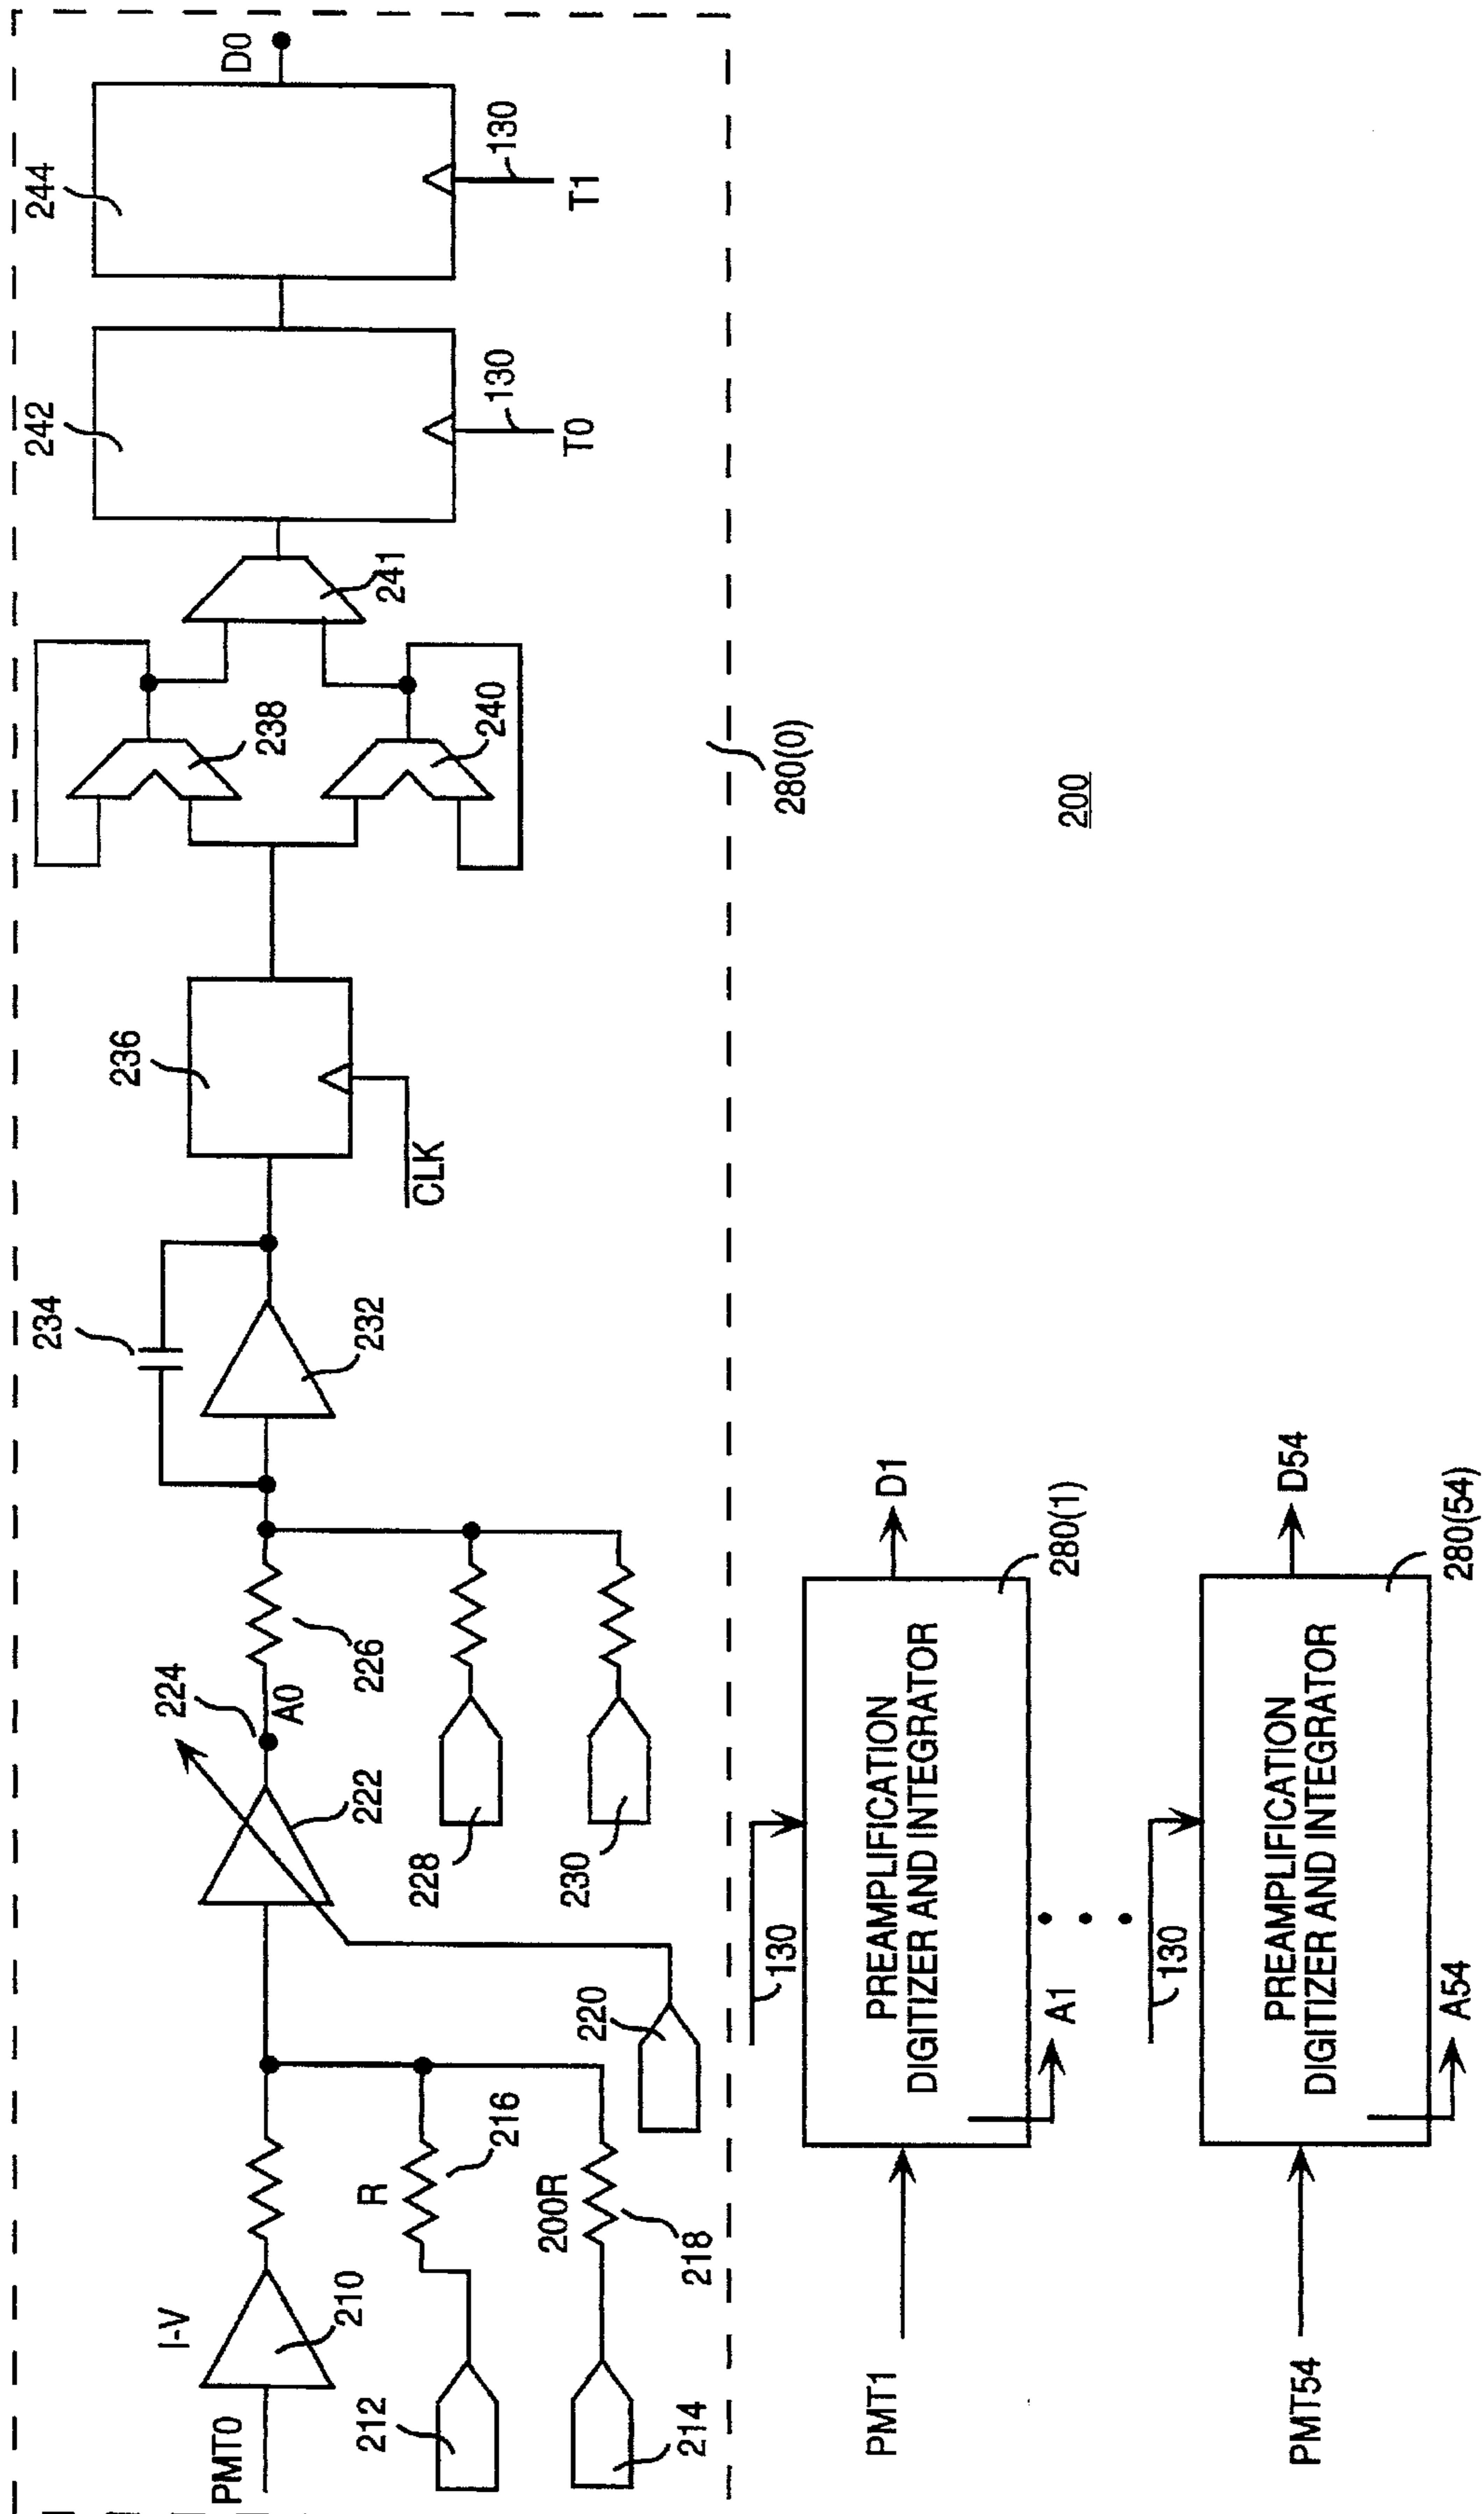 PMT0
I-V
210
212
214
R
216
200R
218
220
222
224
A0
226
228
230
232
234
236
CLK
238
240
241
242
130
T0
244
130
T1
D0
280(0)
200
PMT1
130
PREAMPLIFICATION
DIGITIZER AND INTEGRATOR
A1
D1
280(1)
PMT54
130
PREAMPLIFICATION
DIGITIZER AND INTEGRATOR
A54
D54
280(54)